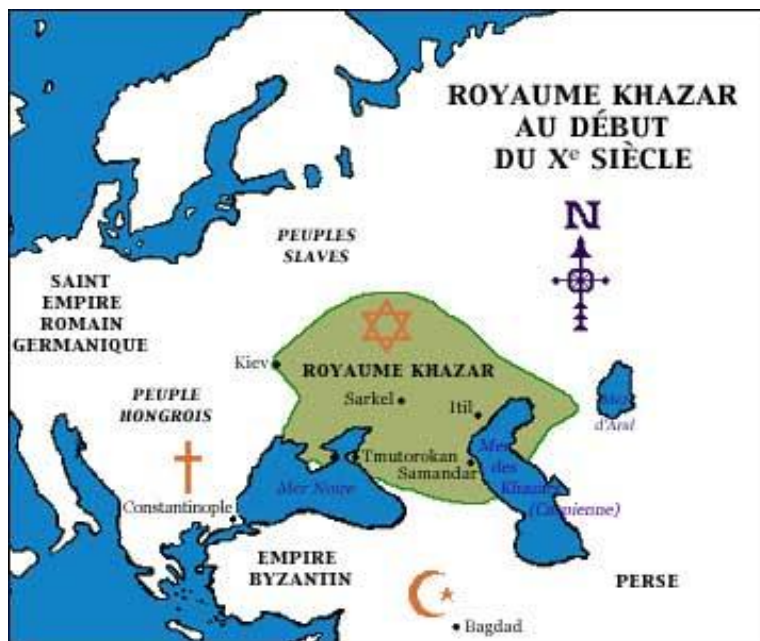 ROYAUME KHAZAR
AU DÉBUT
DU Xe SIÈCLE
N
PEUPLES
SLAVES
SAINT
EMPIRE
ROMAIN
GERMANIQUE
Kiev
ROYAUME KHAZAR
Sarkel
Itil
Mer
d'Aral
PEUPLE
HONGROIS
Tmutorokan
Samandar
Mer
des
Khazars
(Caspienne)
Mer Noire
Constantinople
EMPIRE
BYZANTIN
PERSE
Bagdad